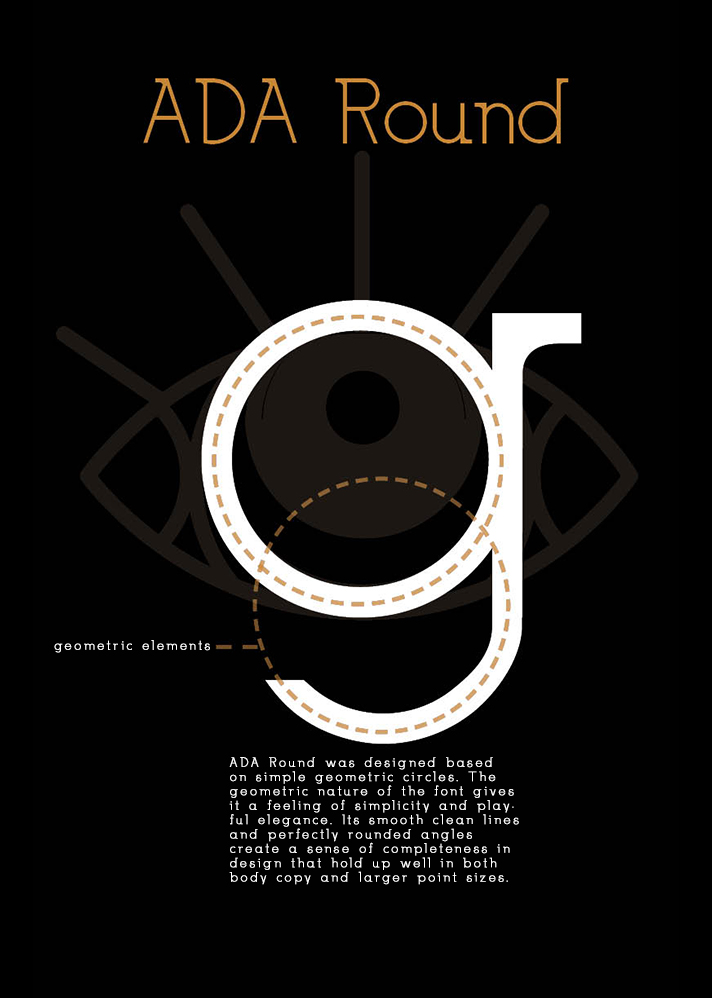 ADA Round
g
geometric elements
ADA Round was designed based
on simple geometric circles. The
geometric nature of the font gives
it a feeling of simplicity and play-
ful elegance. Its smooth clean lines
and perfectly rounded angles
create a sense of completeness in
design that hold up well in both
body copy and larger point sizes.